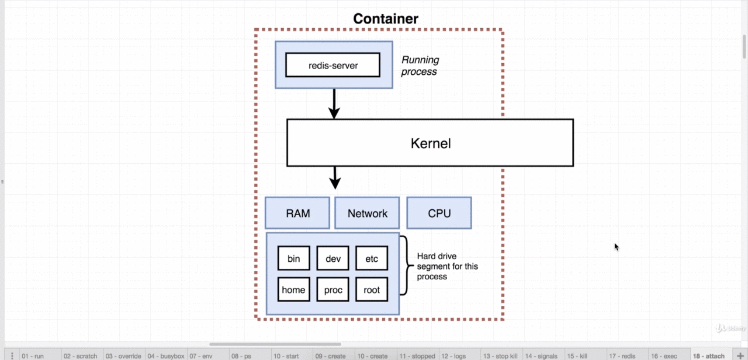 Container
redis-server
Running
process
Kernel
RAM
Network
CPU
bin
dev
etc
home
proc
root
Hard drive
segment for this
process
Udemy
01 - run
02 - scratch
03 - override
04 - busybox
07 - env
08 - ps
10 - start
09 - create
10 - create
11 - stopped
12 - logs
13 - stop kill
14 - signals
15 - kill
17 - redis
16 - exec
18 - attach